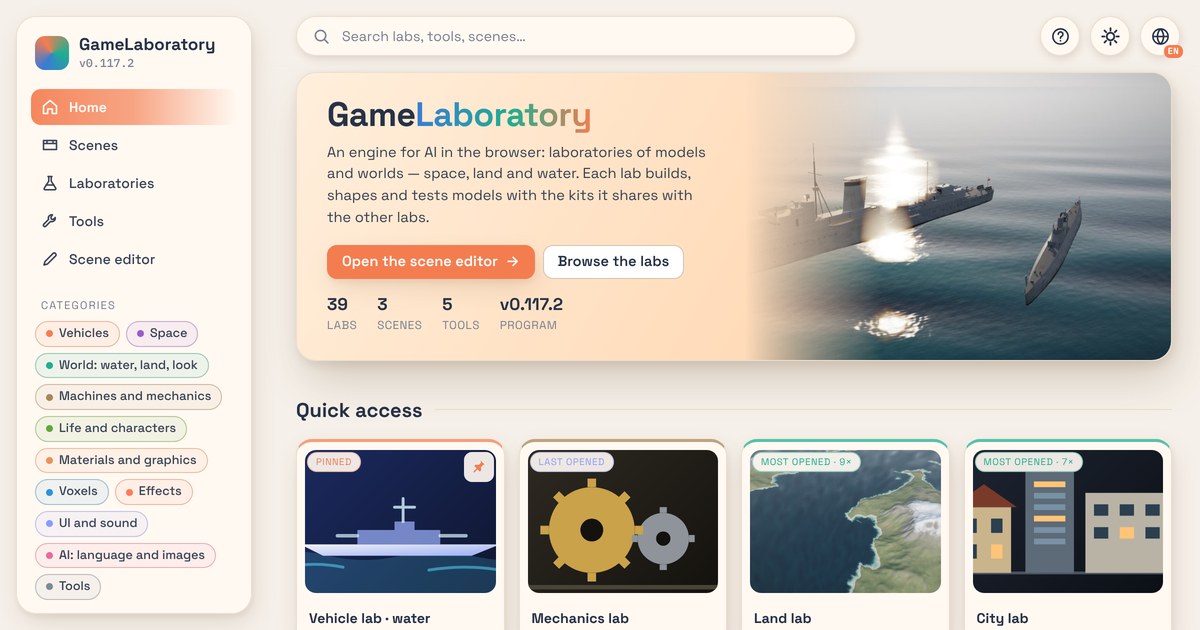 GameLaboratory
v0.117.2
Home
Scenes
Laboratories
Tools
Scene editor
CATEGORIES
Vehicles
Space
World: water, land, look
Machines and mechanics
Life and characters
Materials and graphics
Voxels
Effects
UI and sound
AI: language and images
Tools
Search labs, tools, scenes…
EN
GameLaboratory
An engine for AI in the browser: laboratories of models
and worlds — space, land and water. Each lab builds,
shapes and tests models with the kits it shares with
the other labs.
Open the scene editor →
Browse the labs
39
LABS
3
SCENES
5
TOOLS
v0.117.2
PROGRAM
Quick access
PINNED
Vehicle lab · water
LAST OPENED
Mechanics lab
MOST OPENED · 9×
Land lab
MOST OPENED · 7×
City lab